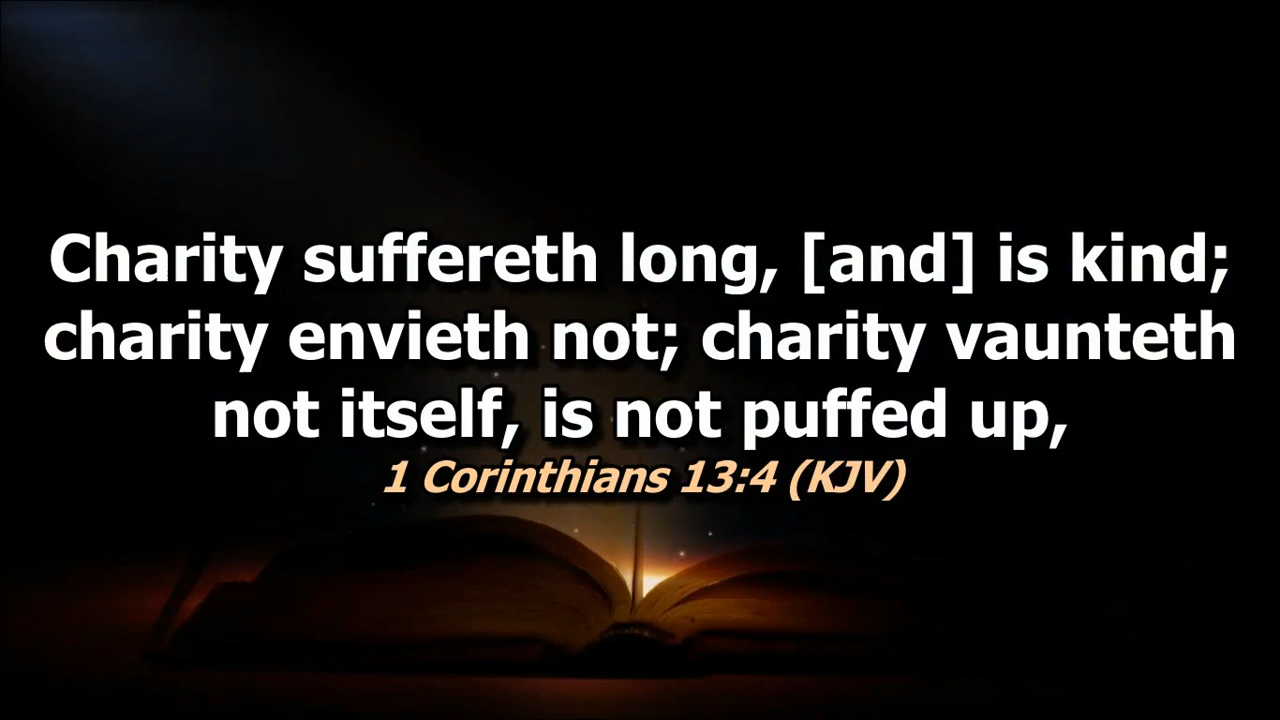 Charity suffereth long, [and] is kind;
charity envieth not; charity vaunteth
not itself, is not puffed up,
1 Corinthians 13:4 (KJV)